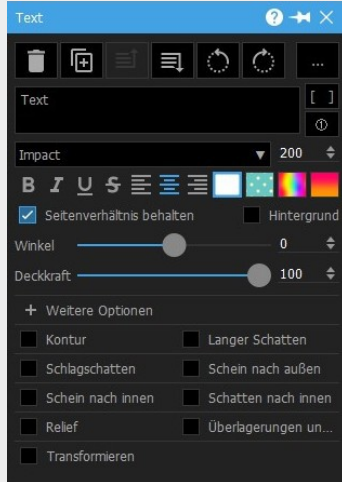 Text
...
Text
[ ]
①
Impact 200
B I U S
Seitenverhältnis behalten Hintergrund
Winkel 0
Deckkraft 100
+ Weitere Optionen
Kontur Langer Schatten
Schlagschatten Schein nach außen
Schein nach innen Schatten nach innen
Relief Überlagerungen un...
Transformieren